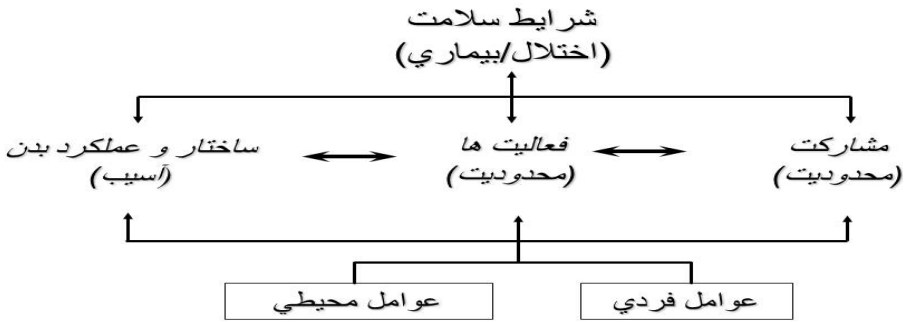 شرايط سلامت
(اختلال/بيماري)
مشاركت
(محدوديت)
فعاليت ها
(محدوديت)
ساختار و عملكرد بدن
(آسيب)
عوامل فردي
عوامل محيطي